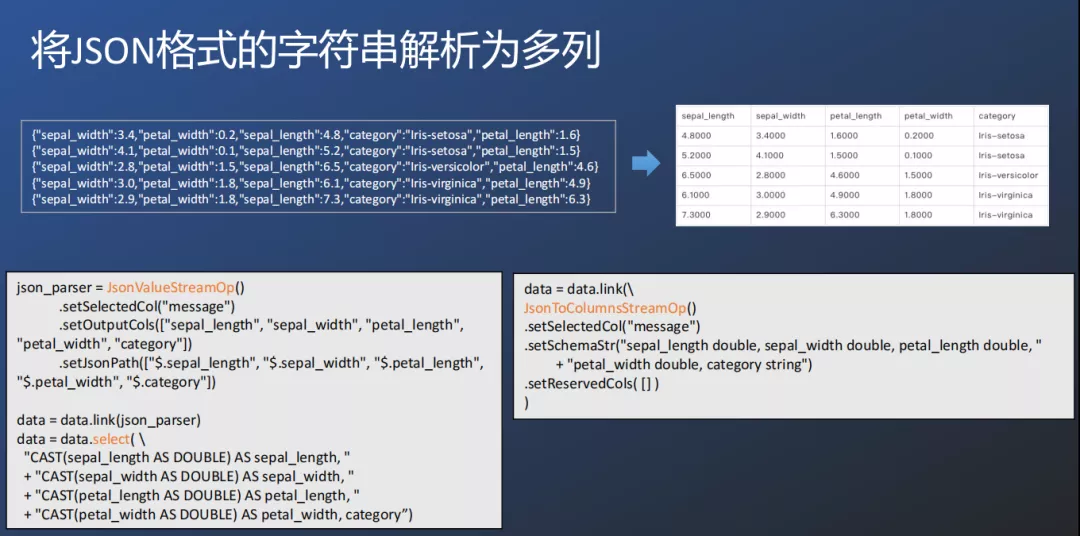 将JSON格式的字符串解析为多列
{"sepal_width":3.4,"petal_width":0.2,"sepal_length":4.8,"category":"Iris-setosa","petal_length":1.6}
{"sepal_width":4.1,"petal_width":0.1,"sepal_length":5.2,"category":"Iris-setosa","petal_length":1.5}
{"sepal_width":2.8,"petal_width":1.5,"sepal_length":6.5,"category":"Iris-versicolor","petal_length":4.6}
{"sepal_width":3.0,"petal_width":1.8,"sepal_length":6.1,"category":"Iris-virginica","petal_length":4.9}
{"sepal_width":2.9,"petal_width":1.8,"sepal_length":7.3,"category":"Iris-virginica","petal_length":6.3}
sepal_length sepal_width petal_length petal_width category
4.8000 3.4000 1.6000 0.2000 Iris-setosa
5.2000 4.1000 1.5000 0.1000 Iris-setosa
6.5000 2.8000 4.6000 1.5000 Iris-versicolor
6.1000 3.0000 4.9000 1.8000 Iris-virginica
7.3000 2.9000 6.3000 1.8000 Iris-virginica
json_parser = JsonValueStreamOp()
.setSelectedCol("message")
.setOutputCols(["sepal_length", "sepal_width", "petal_length",
"petal_width", "category"])
.setJsonPath(["$.sepal_length", "$.sepal_width", "$.petal_length",
"$.petal_width", "$.category"])
data = data.link(json_parser)
data = data.select( \
"CAST(sepal_length AS DOUBLE) AS sepal_length, "
+ "CAST(sepal_width AS DOUBLE) AS sepal_width, "
+ "CAST(petal_length AS DOUBLE) AS petal_length, "
+ "CAST(petal_width AS DOUBLE) AS petal_width, category”)
data = data.link(\
JsonToColumnsStreamOp()
.setSelectedCol("message")
.setSchemaStr("sepal_length double, sepal_width double, petal_length double, "
+ "petal_width double, category string")
.setReservedCols( [] )
)